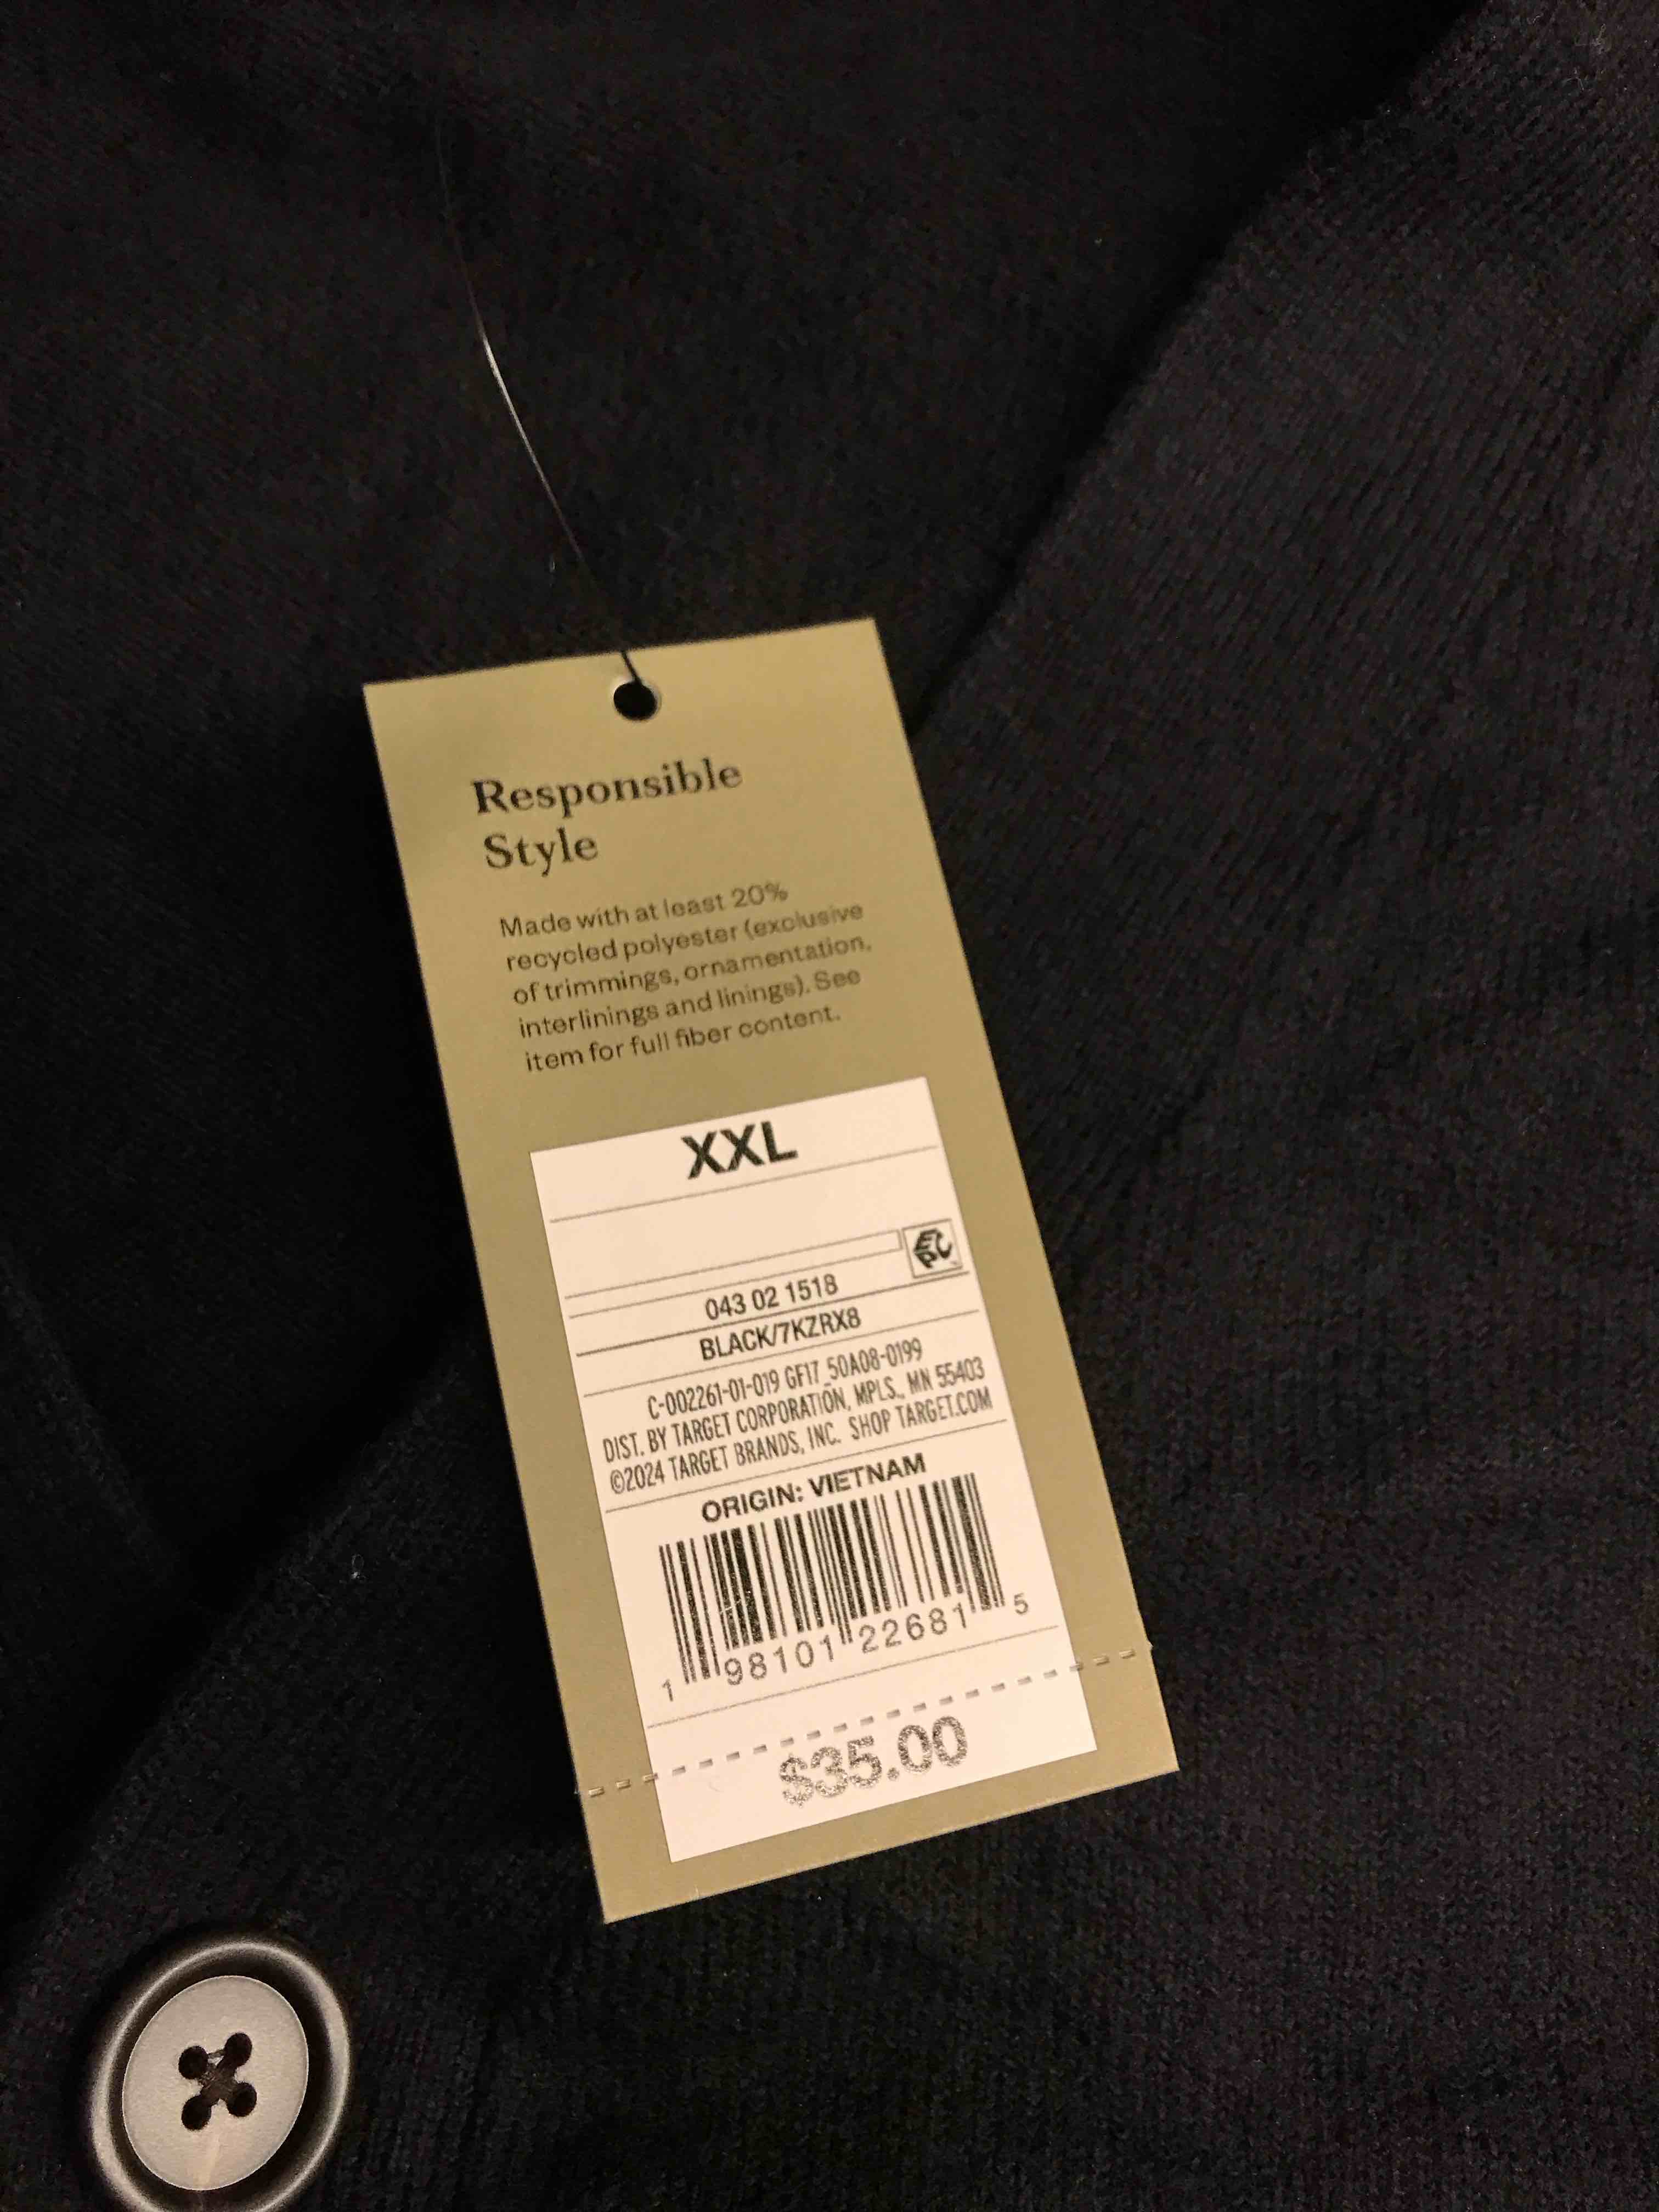 Responsible
Style
Made with at least 20%
recycled polyester (exclusive
of trimmings, ornamentation,
interlinings and linings). See
item for full fiber content.
XXL
EPC
043 02 1518
BLACK/7KZRX8
C-002261-01-019 GF17_50A08-0199
DIST. BY TARGET CORPORATION, MPLS., MN 55403
©2024 TARGET BRANDS, INC. SHOP TARGET.COM
ORIGIN: VIETNAM
1 98101 22681 5
$35.00